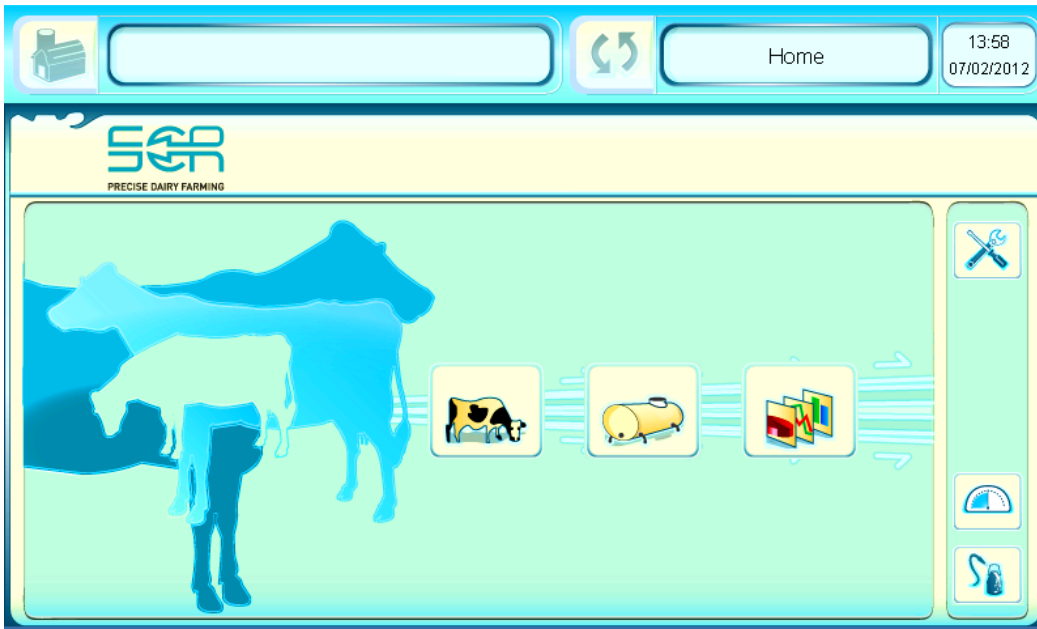 Home
13:58
07/02/2012
SCR
PRECISE DAIRY FARMING